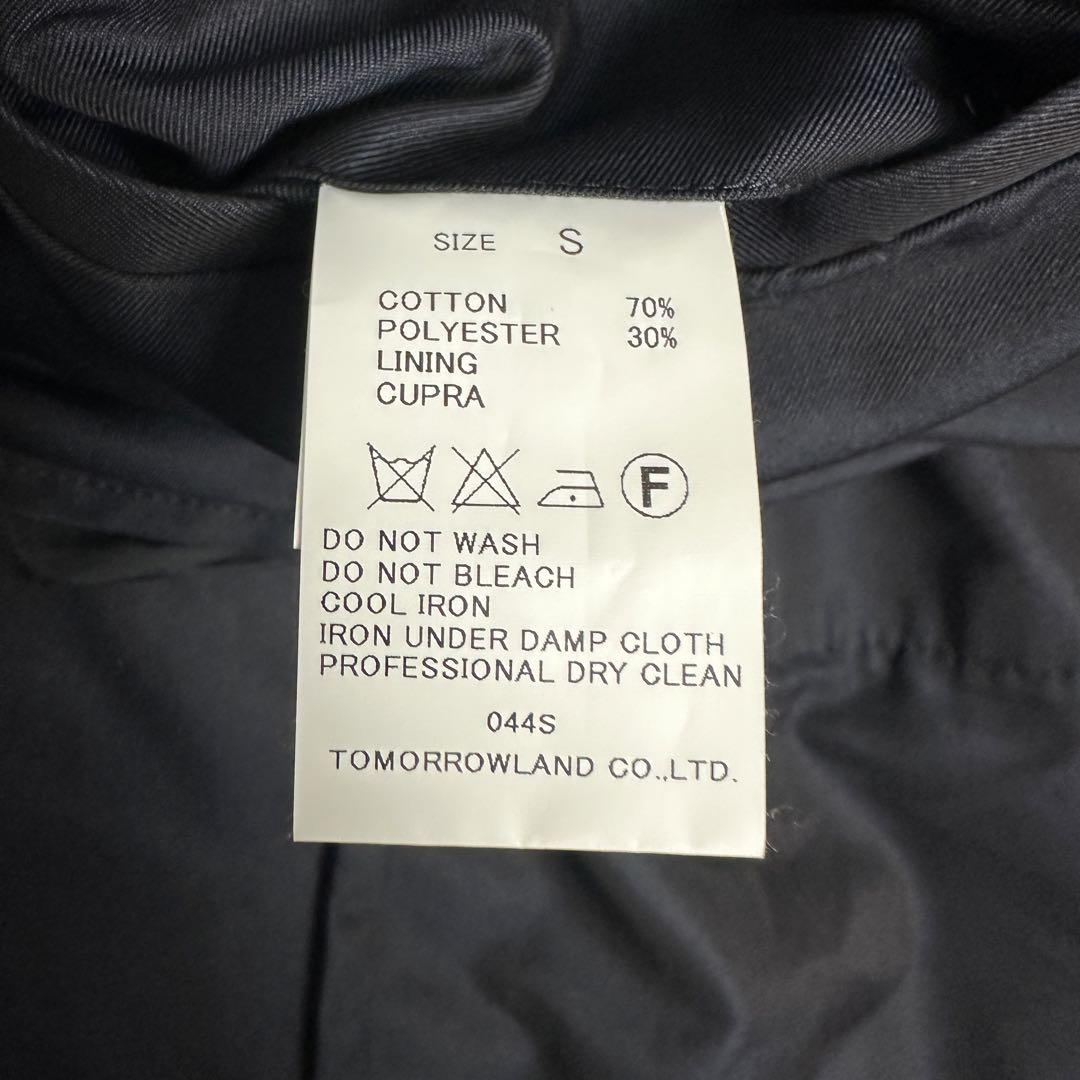 SIZE S
COTTON 70%
POLYESTER 30%
LINING
CUPRA
F
DO NOT WASH
DO NOT BLEACH
COOL IRON
IRON UNDER DAMP CLOTH
PROFESSIONAL DRY CLEAN
044S
TOMORROWLAND CO.,LTD.